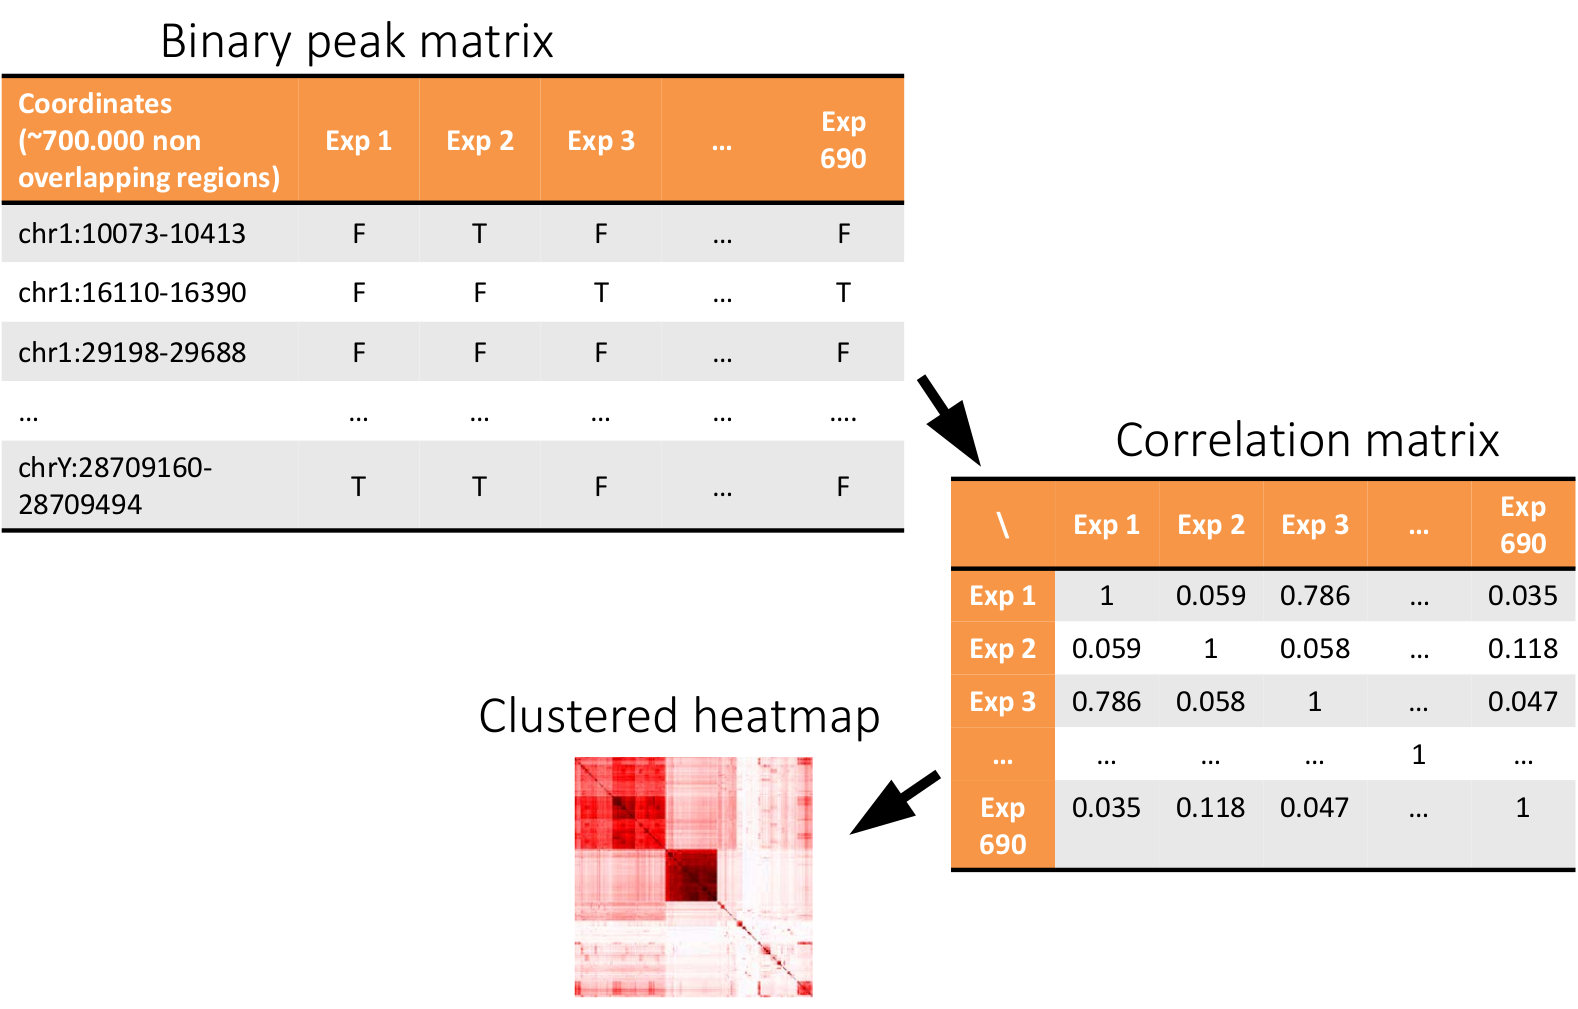 Binary peak matrix
Coordinates
(~700.000 non
overlapping regions) Exp 1 Exp 2 Exp 3 ... Exp
690
chr1:10073-10413 F T F ... F
chr1:16110-16390 F F T ... T
chr1:29198-29688 F F F ... F
... ... ... ... ... ....
chrY:28709160-
28709494 T T F ... F
Correlation matrix
\ Exp 1 Exp 2 Exp 3 ... Exp
690
Exp 1 1 0.059 0.786 ... 0.035
Exp 2 0.059 1 0.058 ... 0.118
Exp 3 0.786 0.058 1 ... 0.047
... ... ... ... 1 ...
Exp
690 0.035 0.118 0.047 ... 1
Clustered heatmap